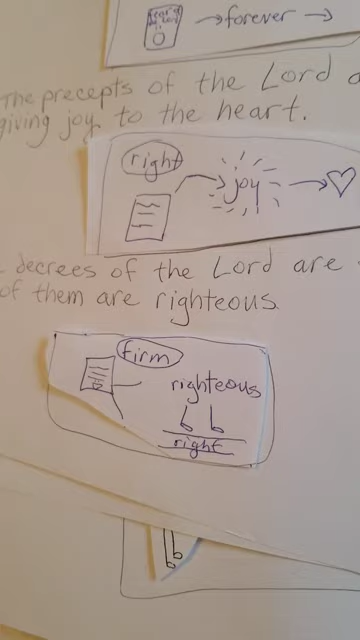 forever
The precepts of the Lord
giving joy to the heart.
right
joy
decrees of the Lord are
of them are righteous.
firm
righteous
right